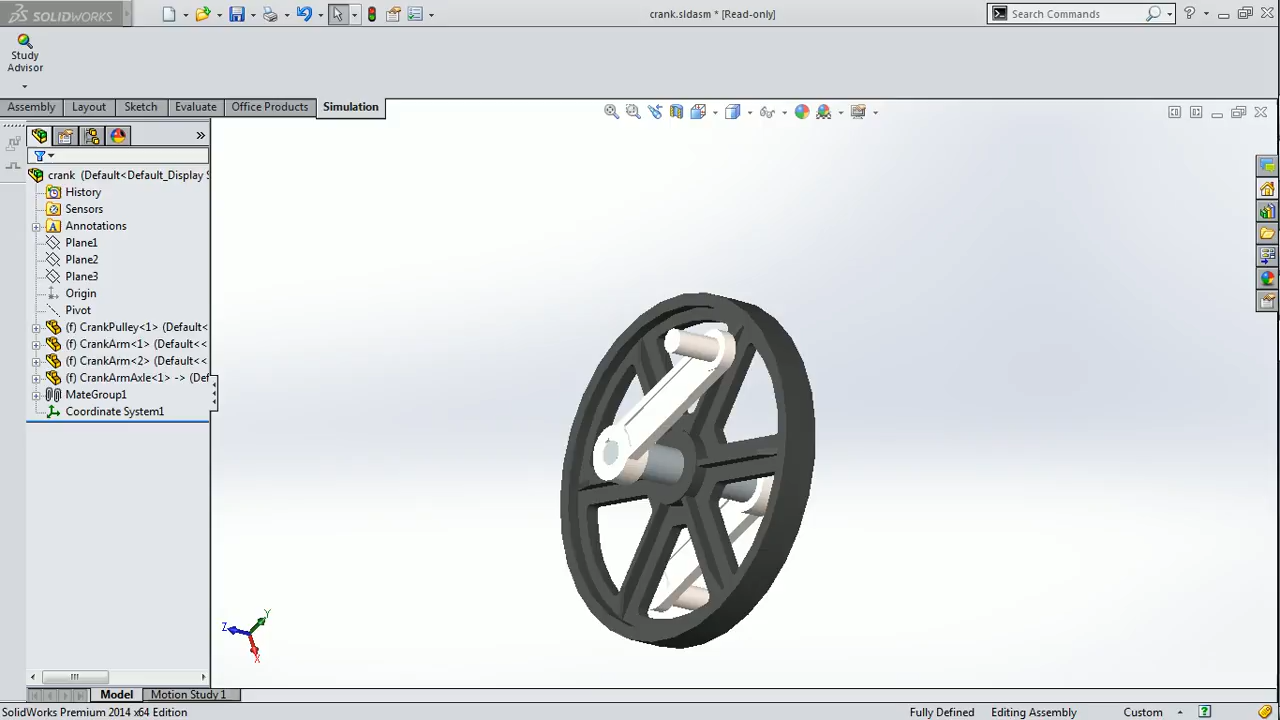 SOLIDWORKS
crank.sldasm * [Read-only]
Search Commands
?
Study
Advisor
Assembly
Layout
Sketch
Evaluate
Office Products
Simulation
crank (Default<Default_Display S
History
Sensors
A
Annotations
Plane1
Plane2
Plane3
Origin
Pivot
(f) CrankPulley<1> (Default<
(f) CrankArm<1> (Default<<
(f) CrankArm<2> (Default<<
(f) CrankArmAxle<1> -> (Def
MateGroup1
Coordinate System1
Y
Z
X
Model
Motion Study 1
SolidWorks Premium 2014 x64 Edition
Fully Defined
Editing Assembly
Custom
?